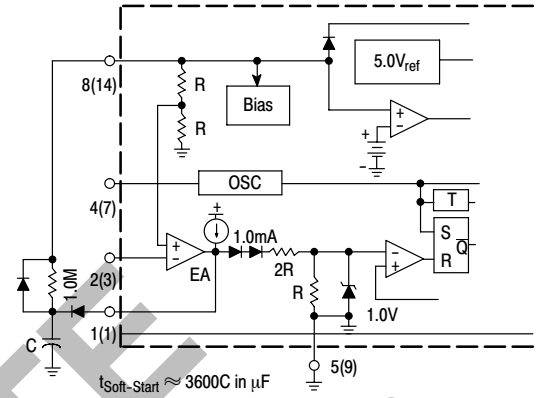 8(14)
R
R
Bias
5.0Vref
+
−
+
−
4(7)
OSC
T
S
Q
R
+
1.0mA
+
−
2(3)
EA
2R
R
−
+
1.0V
1.0M
1(1)
C
5(9)
tSoft-Start ≈ 3600C in µF